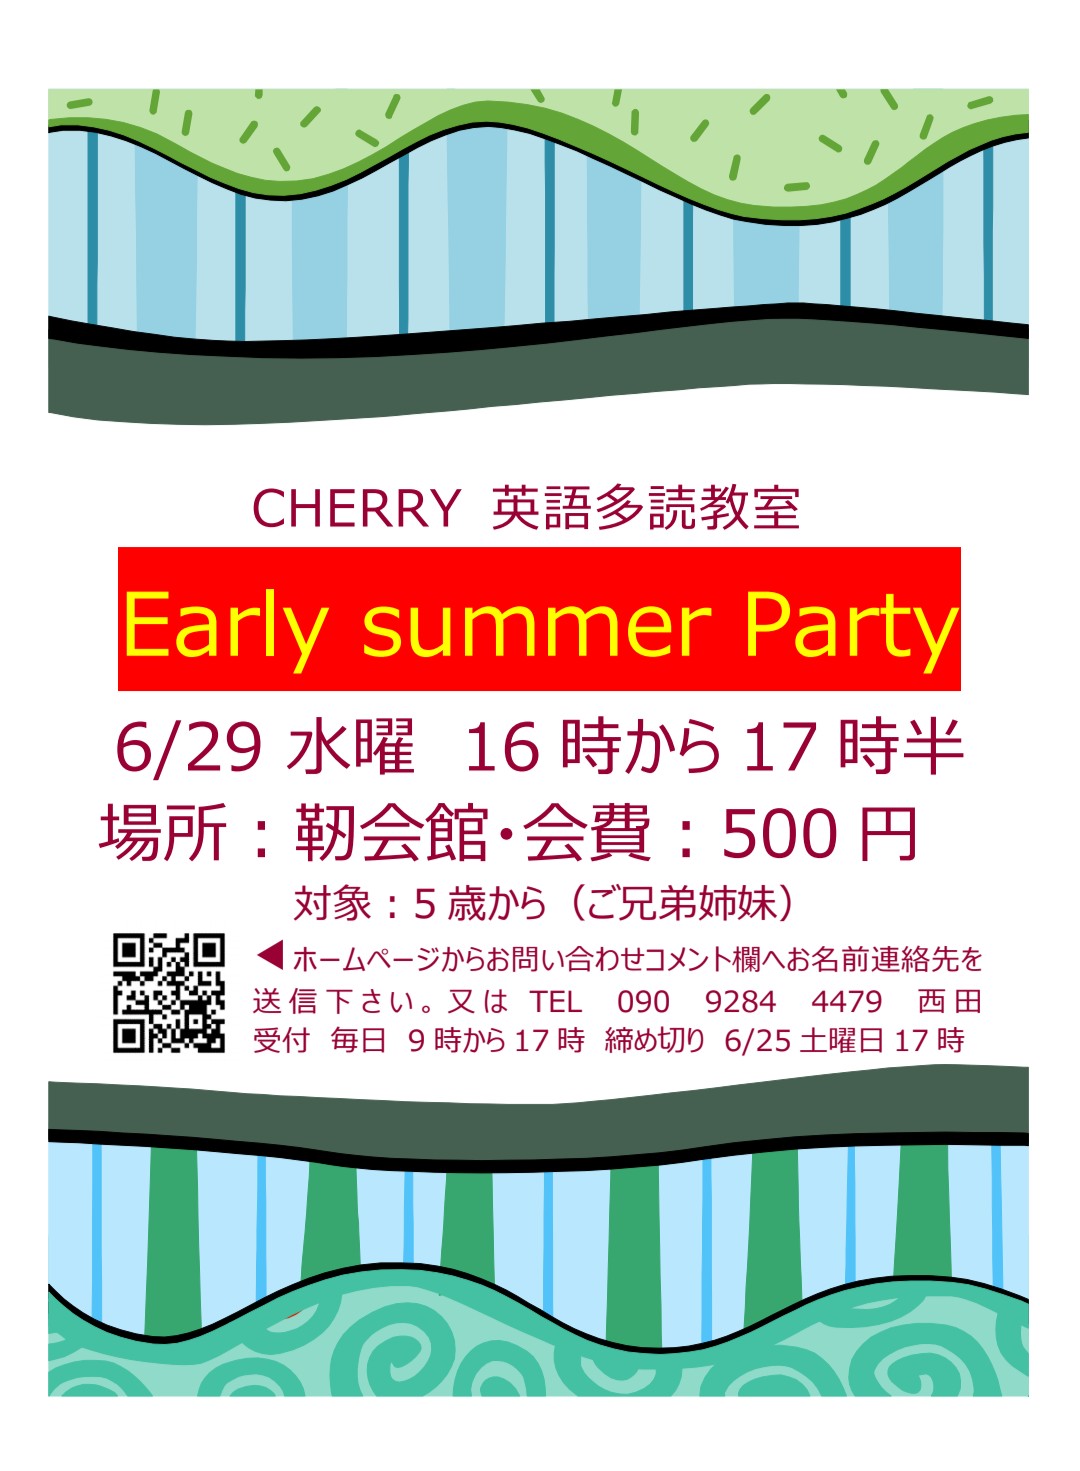 CHERRY 英語多読教室
Early summer Party
6/29 水曜 16時から17時半
場所：靭会館・会費：500円
対象：5歳から（ご兄弟姉妹）
◀ホームページからお問い合わせコメント欄へお名前連絡先を
送信下さい。又は TEL 090 9284 4479 西田
受付 毎日 9時から17時 締め切り 6/25土曜日17時